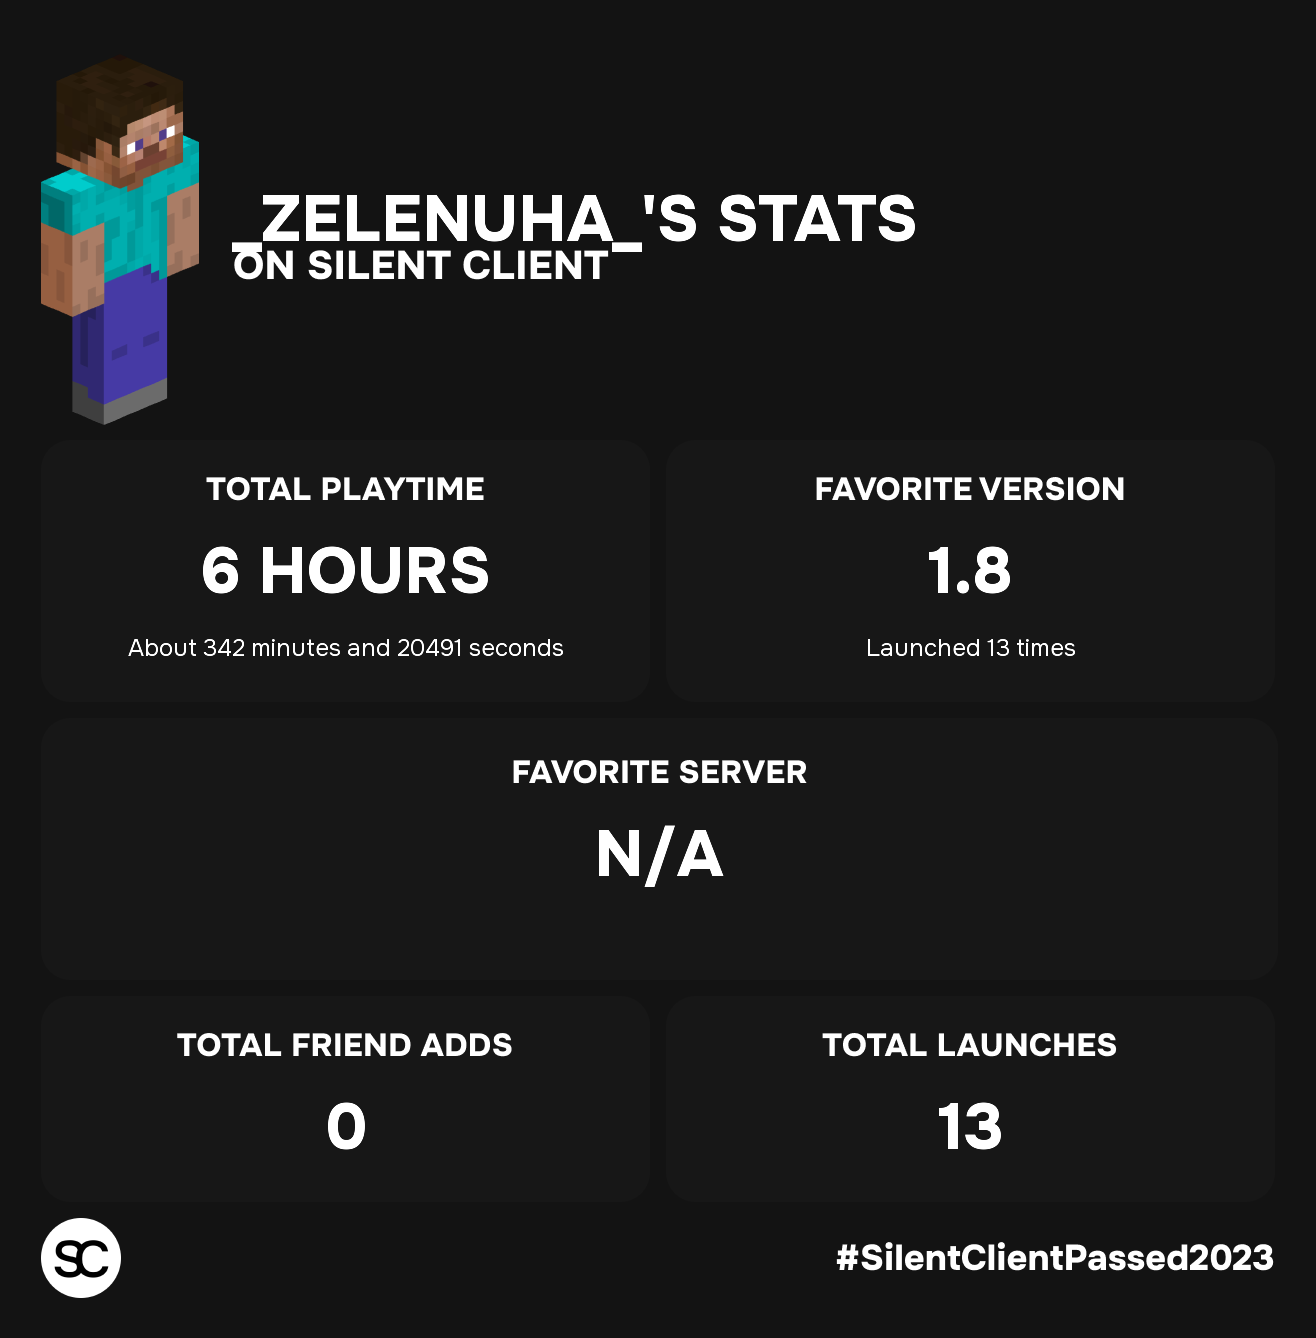 _ZELENUHA_'S STATS
ON SILENT CLIENT
TOTAL PLAYTIME
6 HOURS
About 342 minutes and 20491 seconds
FAVORITE VERSION
1.8
Launched 13 times
FAVORITE SERVER
N/A
TOTAL FRIEND ADDS
0
TOTAL LAUNCHES
13
SC
#SilentClientPassed2023